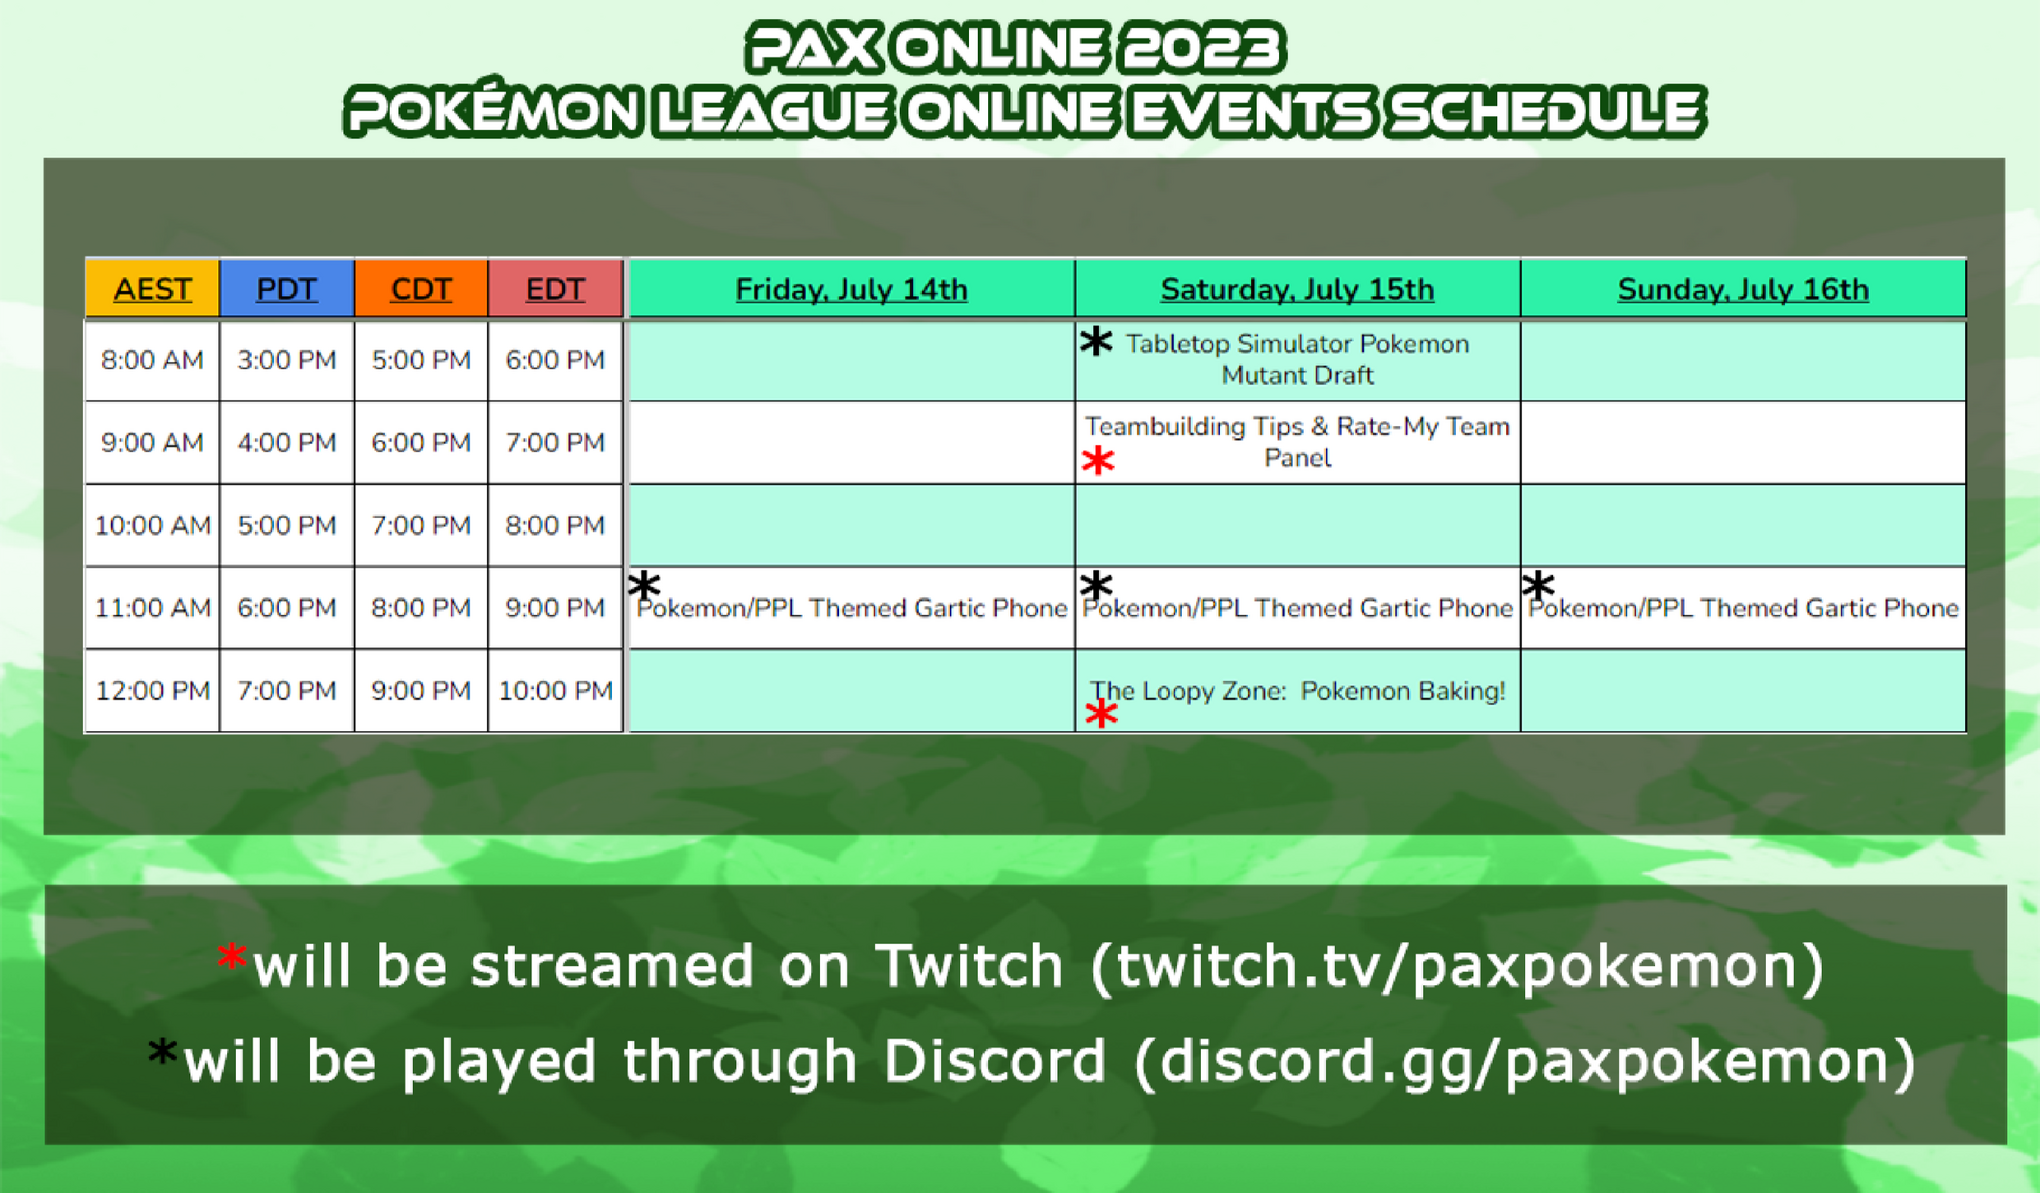 PAX ONLINE 2023
POKÉMON LEAGUE ONLINE EVENTS SCHEDULE
AEST PDT CDT EDT Friday, July 14th Saturday, July 15th Sunday, July 16th
8:00 AM 3:00 PM 5:00 PM 6:00 PM * Tabletop Simulator Pokemon
Mutant Draft
9:00 AM 4:00 PM 6:00 PM 7:00 PM Teambuilding Tips & Rate-My Team
* Panel
10:00 AM 5:00 PM 7:00 PM 8:00 PM
11:00 AM 6:00 PM 8:00 PM 9:00 PM *Pokemon/PPL Themed Gartic Phone *Pokemon/PPL Themed Gartic Phone *Pokemon/PPL Themed Gartic Phone
12:00 PM 7:00 PM 9:00 PM 10:00 PM *The Loopy Zone: Pokemon Baking!
*will be streamed on Twitch (twitch.tv/paxpokemon)
*will be played through Discord (discord.gg/paxpokemon)